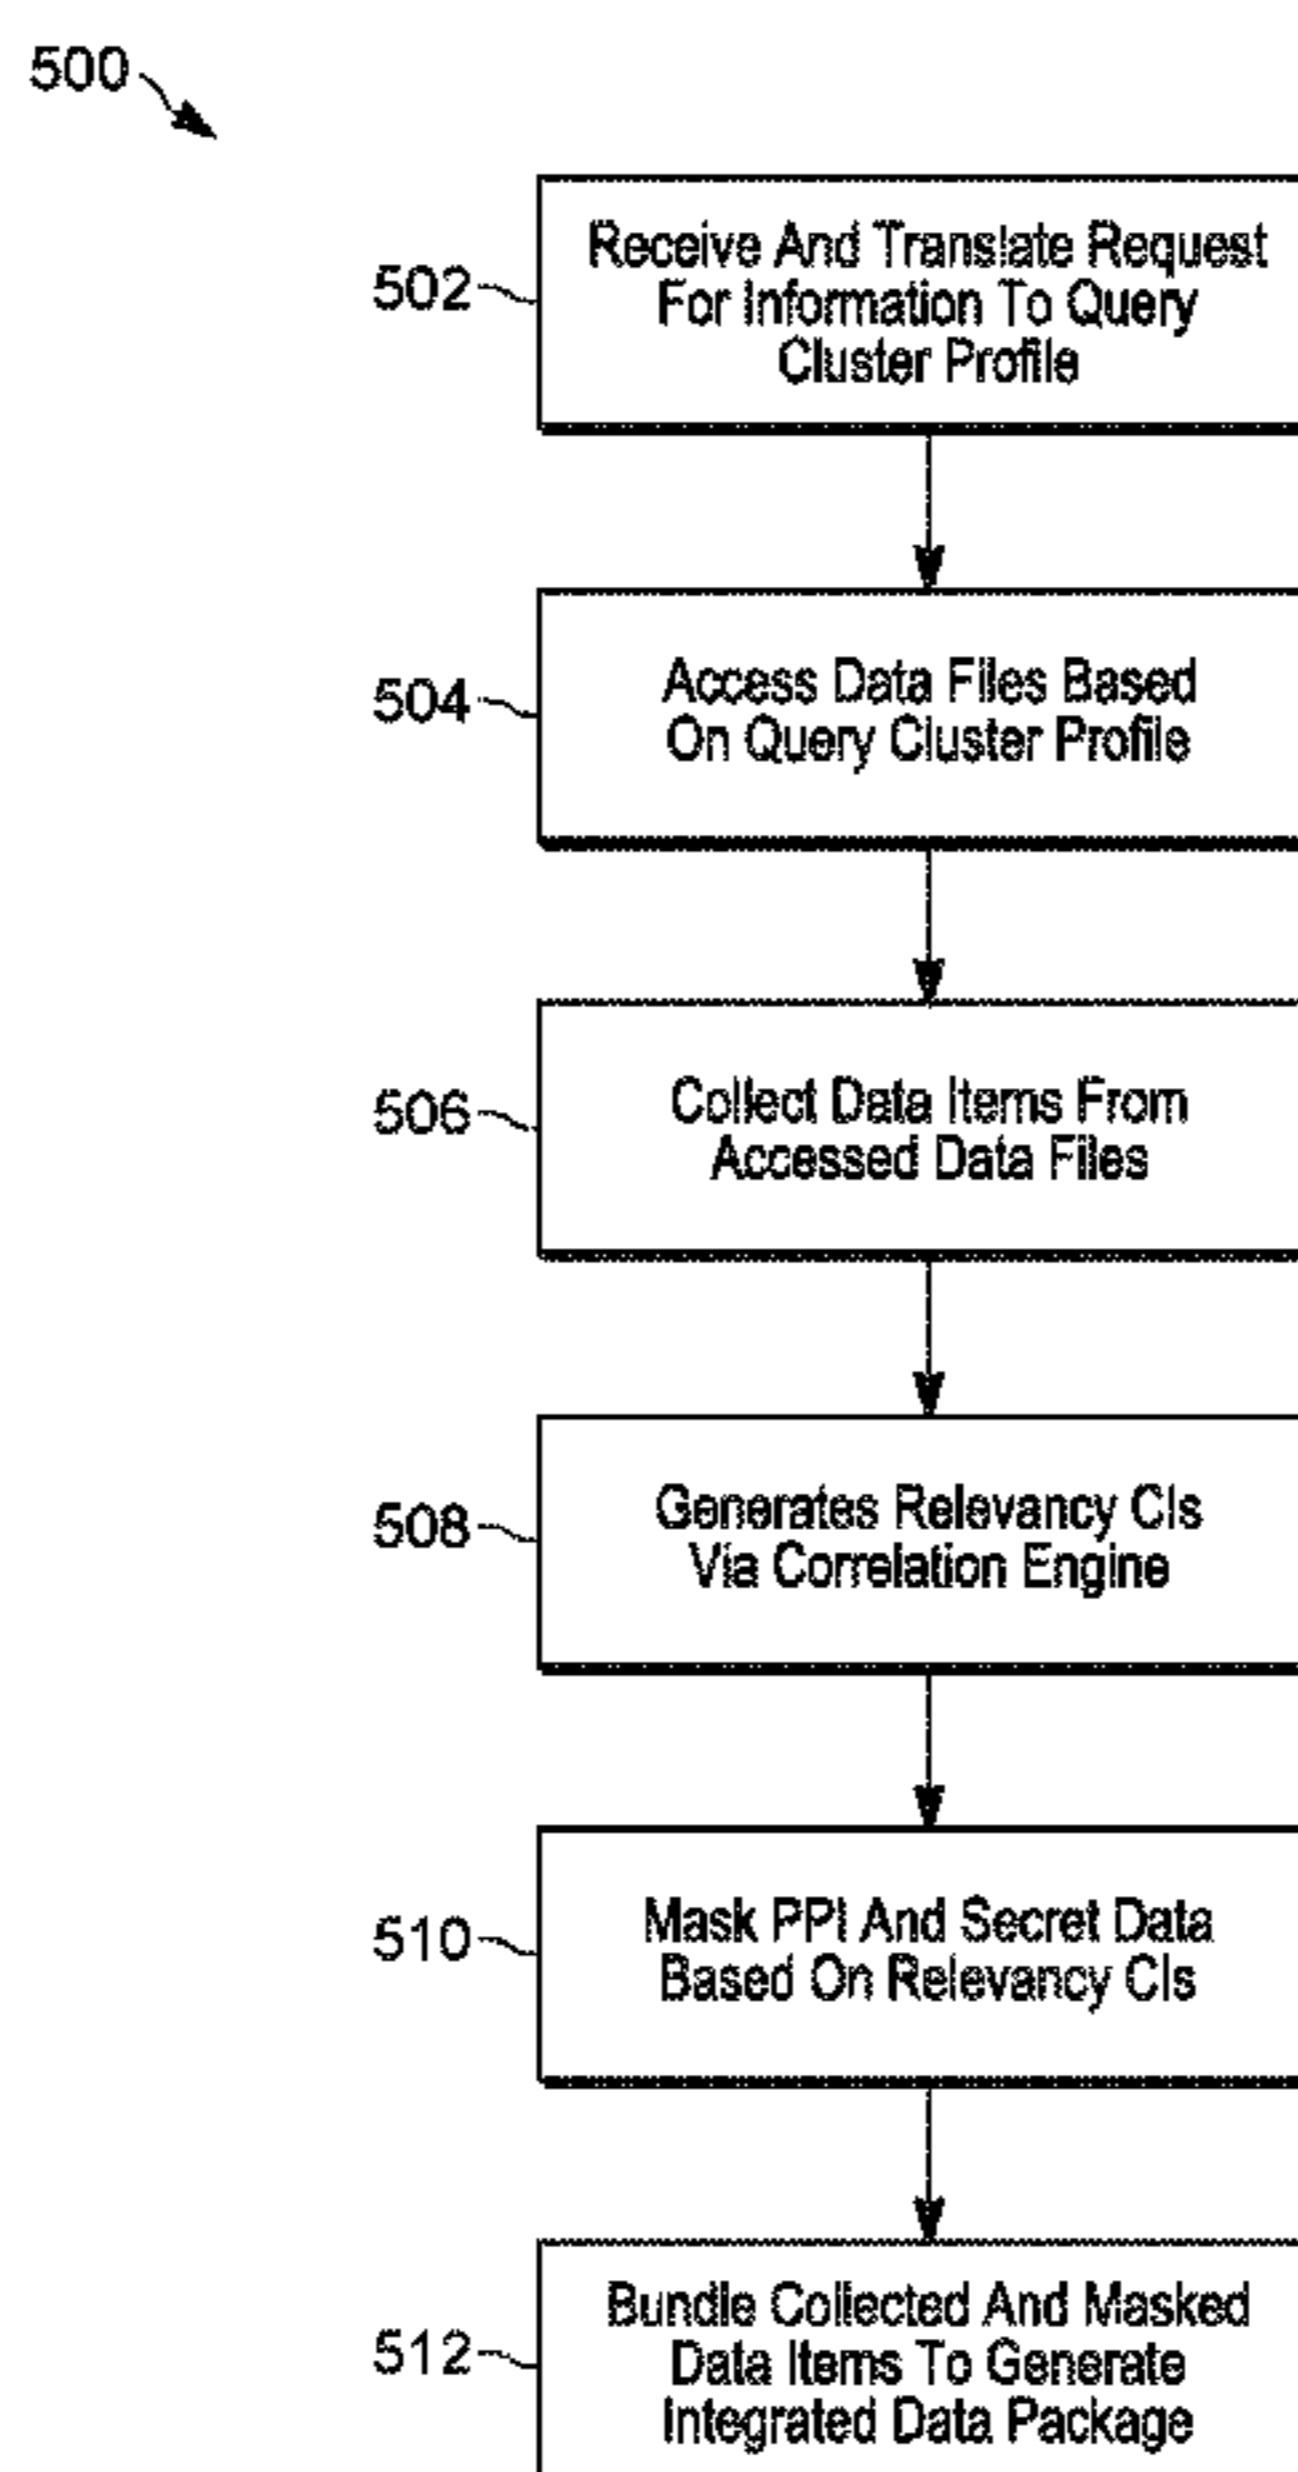 500
502
Receive And Translate Request
For Information To Query
Cluster Profile
504
Access Data Files Based
On Query Cluster Profile
506
Collect Data Items From
Accessed Data Files
508
Generates Relevancy CIs
Via Correlation Engine
510
Mask PPI And Secret Data
Based On Relevancy CIs
512
Bundle Collected And Masked
Data Items To Generate
Integrated Data Package